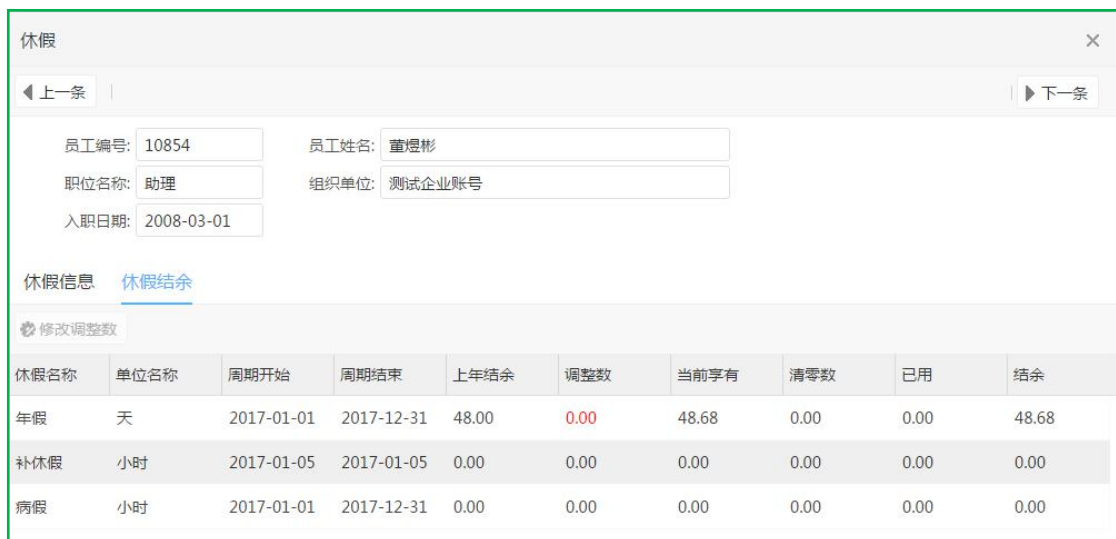 休假 ×
上一条 下一条
员工编号: 10854 员工姓名: 董煜彬
职位名称: 助理 组织单位: 测试企业账号
入职日期: 2008-03-01
休假信息 休假结余
修改调整数
休假名称 单位名称 周期开始 周期结束 上年结余 调整数 当前享有 清零数 已用 结余
年假 天 2017-01-01 2017-12-31 48.00 0.00 48.68 0.00 0.00 48.68
补休假 小时 2017-01-05 2017-01-05 0.00 0.00 0.00 0.00 0.00 0.00
病假 小时 2017-01-01 2017-12-31 0.00 0.00 0.00 0.00 0.00 0.00